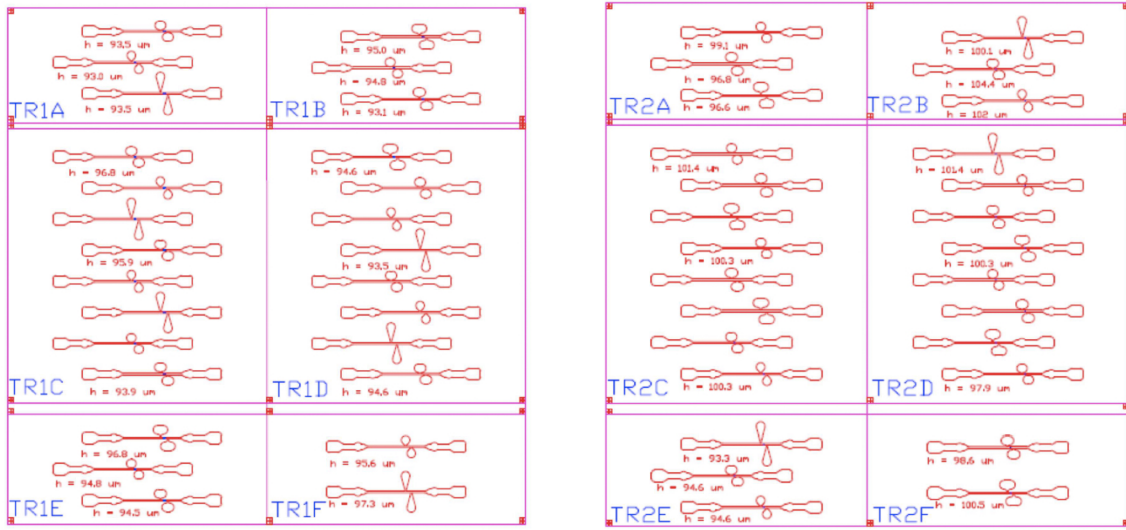 h = 93.5 um
h = 93.0 um
h = 93.5 um
TR1A
h = 95.0 um
h = 94.8 um
h = 93.1 um
TR1B
h = 96.8 um
h = 95.9 um
h = 93.9 um
TR1C
h = 94.6 um
h = 93.5 um
h = 94.6 um
TR1D
h = 96.8 um
h = 94.8 um
h = 94.5 um
TR1E
h = 95.6 um
h = 97.3 um
TR1F
h = 99.1 um
h = 96.8 um
h = 96.6 um
TR2A
h = 100.1 um
h = 104.4 um
h = 102 um
TR2B
h = 101.4 um
h = 100.3 um
h = 100.3 um
TR2C
h = 101.4 um
h = 100.3 um
h = 97.9 um
TR2D
h = 93.3 um
h = 94.6 um
h = 94.6 um
TR2E
h = 98.6 um
h = 100.5 um
TR2F